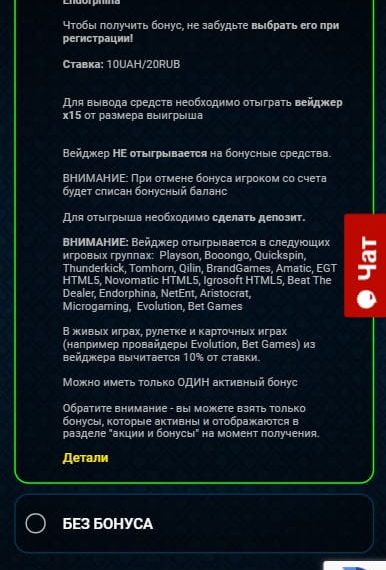 Endorphina
Чтобы получить бонус, не забудьте выбрать его при
регистрации!
Ставка: 10UAH/20RUB
Для вывода средств необходимо отыграть вейджер
x15 от размера выигрыша
Вейджер НЕ отыгрывается на бонусные средства.
ВНИМАНИЕ: При отмене бонуса игроком со счета
будет списан бонусный баланс
Для отыгрыша необходимо сделать депозит.
ВНИМАНИЕ: Вейджер отыгрывается в следующих
игровых группах: Playson, Booongo, Quickspin,
Thunderkick, Tomhorn, Qilin, BrandGames, Amatic, EGT
HTML5, Novomatic HTML5, Igrosoft HTML5, Beat The
Dealer, Endorphina, NetEnt, Aristocrat,
Microgaming, Evolution, Bet Games
В живых играх, рулетке и карточных играх
(например провайдеры Evolution, Bet Games) из
вейджера вычитается 10% от ставки.
Можно иметь только ОДИН активный бонус
Обратите внимание - вы можете взять только
бонусы, которые активны и отображаются в
разделе "акции и бонусы" на момент получения.
Детали
БЕЗ БОНУСА
Чат